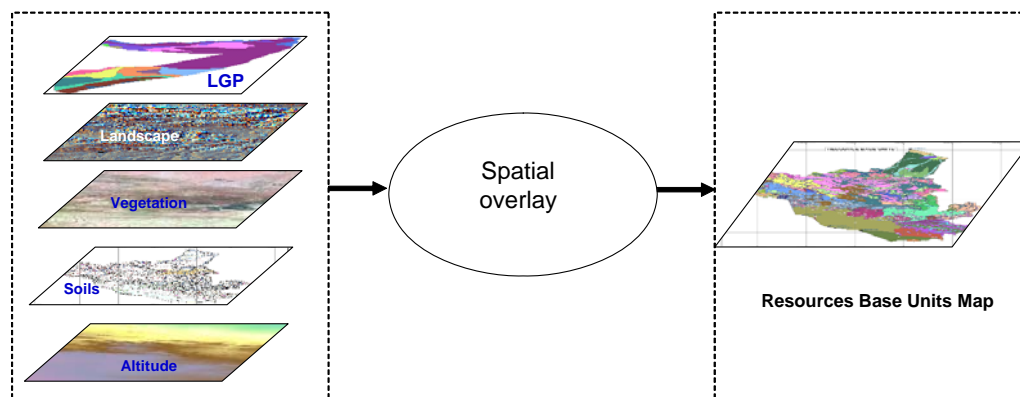 LGP
Landscape
Vegetation
Soils
Altitude
Spatial
overlay
Resources Base Units Map